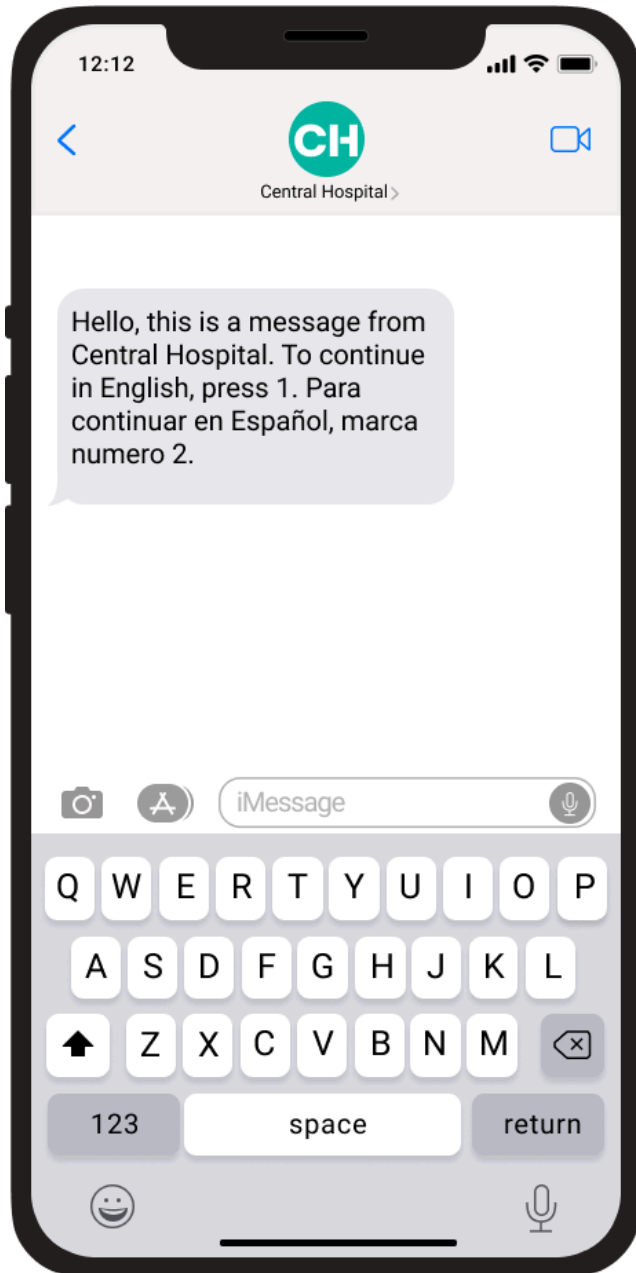 12:12
CH
Central Hospital
Hello, this is a message from
Central Hospital. To continue
in English, press 1. Para
continuar en Español, marca
numero 2.
iMessage
Q W E R T Y U I O P
A S D F G H J K L
Z X C V B N M
123 space return